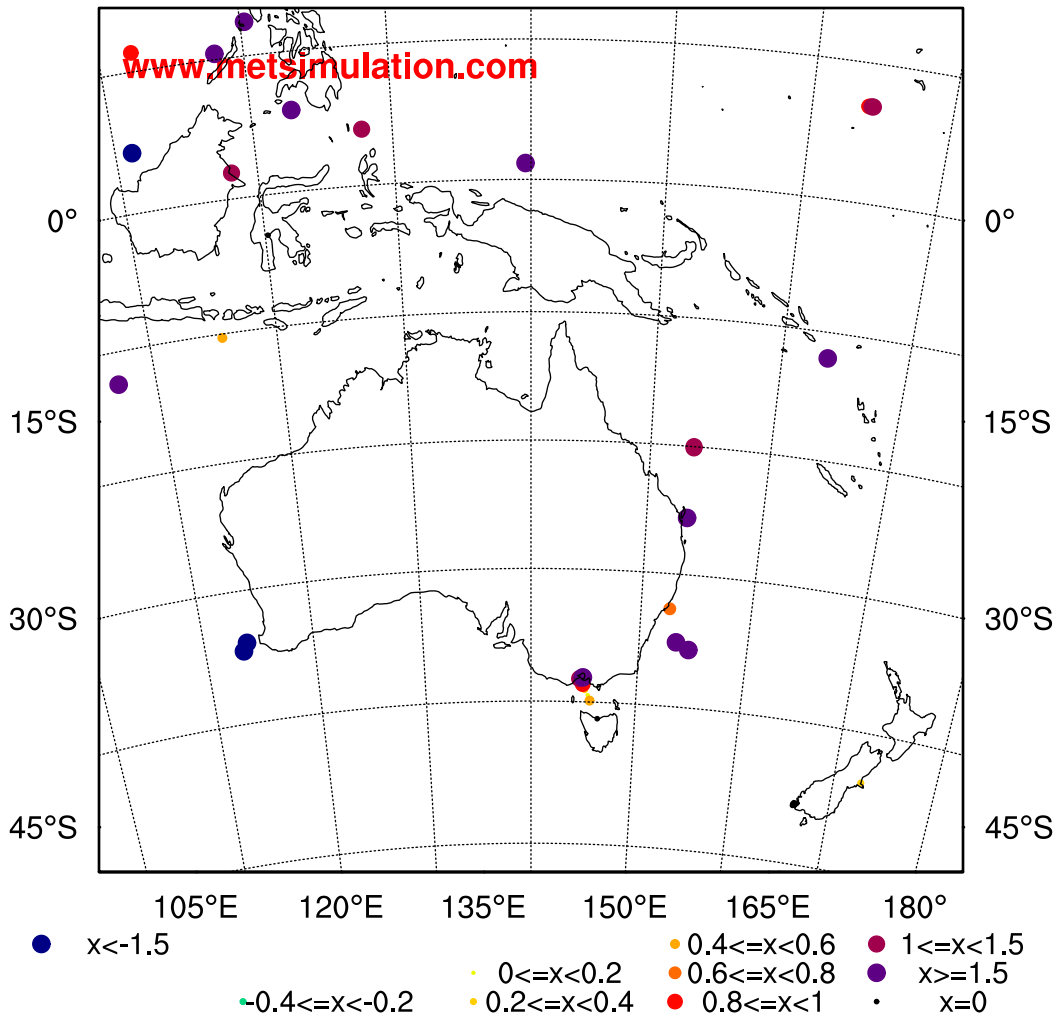 www.metsimulation.com
0° 0°
15°S 15°S
30°S 30°S
45°S 45°S
105°E 120°E 135°E 150°E 165°E 180°
x<-1.5 0.4<=x<0.6 1<=x<1.5
0<=x<0.2 0.6<=x<0.8 x>=1.5
-0.4<=x<-0.2 0.2<=x<0.4 0.8<=x<1 x=0